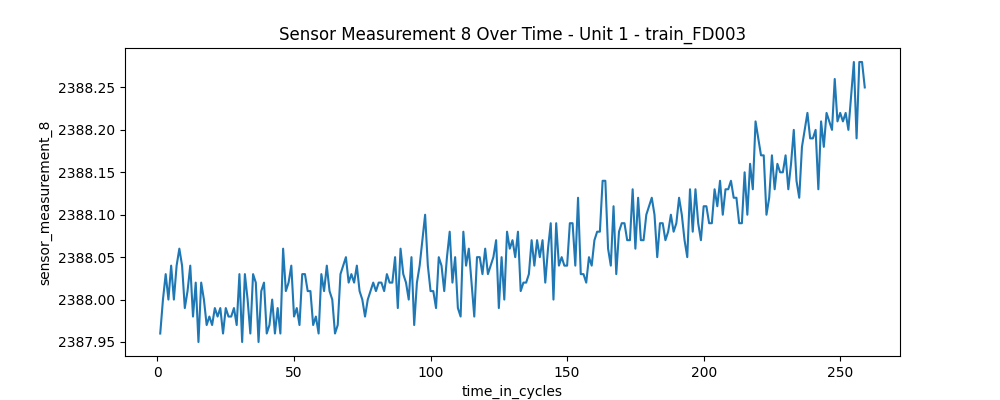 Sensor Measurement 8 Over Time - Unit 1 - train_FD003
sensor_measurement_8
2388.25
2388.20
2388.15
2388.10
2388.05
2388.00
2387.95
0 50 100 150 200 250
time_in_cycles